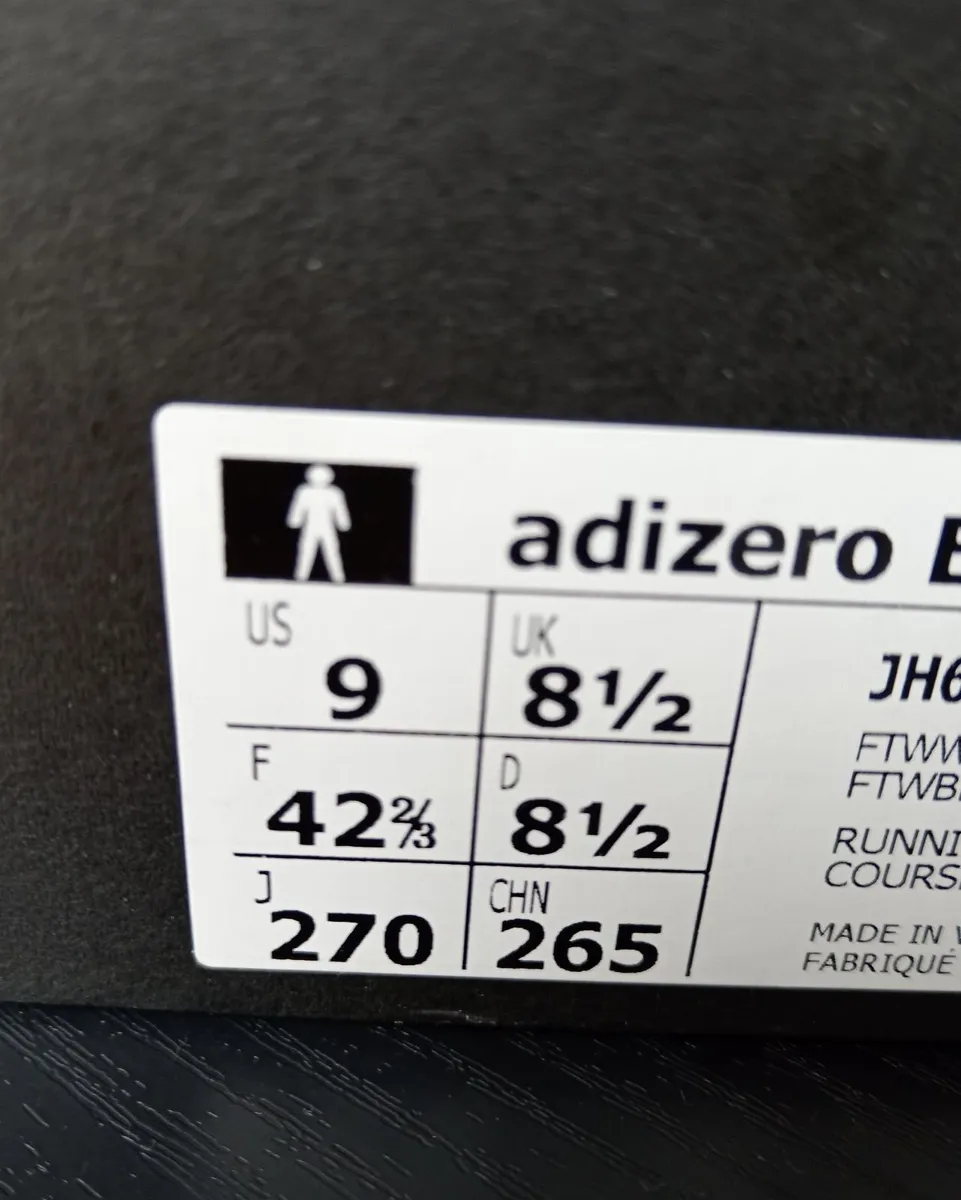 adizero
US 9 UK 8½
F 42⅔ D 8½
J 270 CHN 265
JH6
FTWW
FTWB
RUNNI
COURS
MADE IN V
FABRIQUÉ